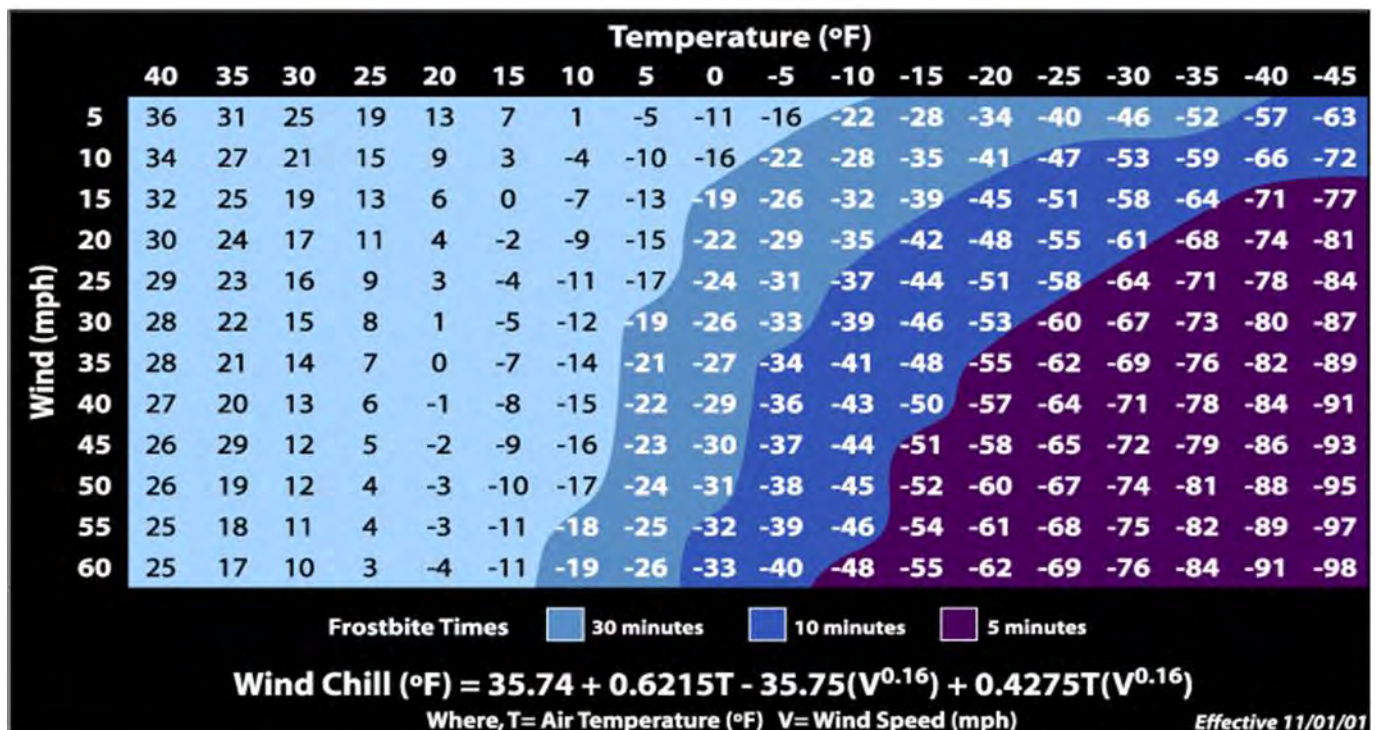 Temperature (ºF)
40 35 30 25 20 15 10 5 0 -5 -10 -15 -20 -25 -30 -35 -40 -45
Wind (mph)
5 36 31 25 19 13 7 1 -5 -11 -16 -22 -28 -34 -40 -46 -52 -57 -63
10 34 27 21 15 9 3 -4 -10 -16 -22 -28 -35 -41 -47 -53 -59 -66 -72
15 32 25 19 13 6 0 -7 -13 -19 -26 -32 -39 -45 -51 -58 -64 -71 -77
20 30 24 17 11 4 -2 -9 -15 -22 -29 -35 -42 -48 -55 -61 -68 -74 -81
25 29 23 16 9 3 -4 -11 -17 -24 -31 -37 -44 -51 -58 -64 -71 -78 -84
30 28 22 15 8 1 -5 -12 -19 -26 -33 -39 -46 -53 -60 -67 -73 -80 -87
35 28 21 14 7 0 -7 -14 -21 -27 -34 -41 -48 -55 -62 -69 -76 -82 -89
40 27 20 13 6 -1 -8 -15 -22 -29 -36 -43 -50 -57 -64 -71 -78 -84 -91
45 26 29 12 5 -2 -9 -16 -23 -30 -37 -44 -51 -58 -65 -72 -79 -86 -93
50 26 19 12 4 -3 -10 -17 -24 -31 -38 -45 -52 -60 -67 -74 -81 -88 -95
55 25 18 11 4 -3 -11 -18 -25 -32 -39 -46 -54 -61 -68 -75 -82 -89 -97
60 25 17 10 3 -4 -11 -19 -26 -33 -40 -48 -55 -62 -69 -76 -84 -91 -98
Frostbite Times 30 minutes 10 minutes 5 minutes
Wind Chill (ºF) = 35.74 + 0.6215T - 35.75(V^0.16) + 0.4275T(V^0.16)
Where, T= Air Temperature (ºF) V= Wind Speed (mph) Effective 11/01/01